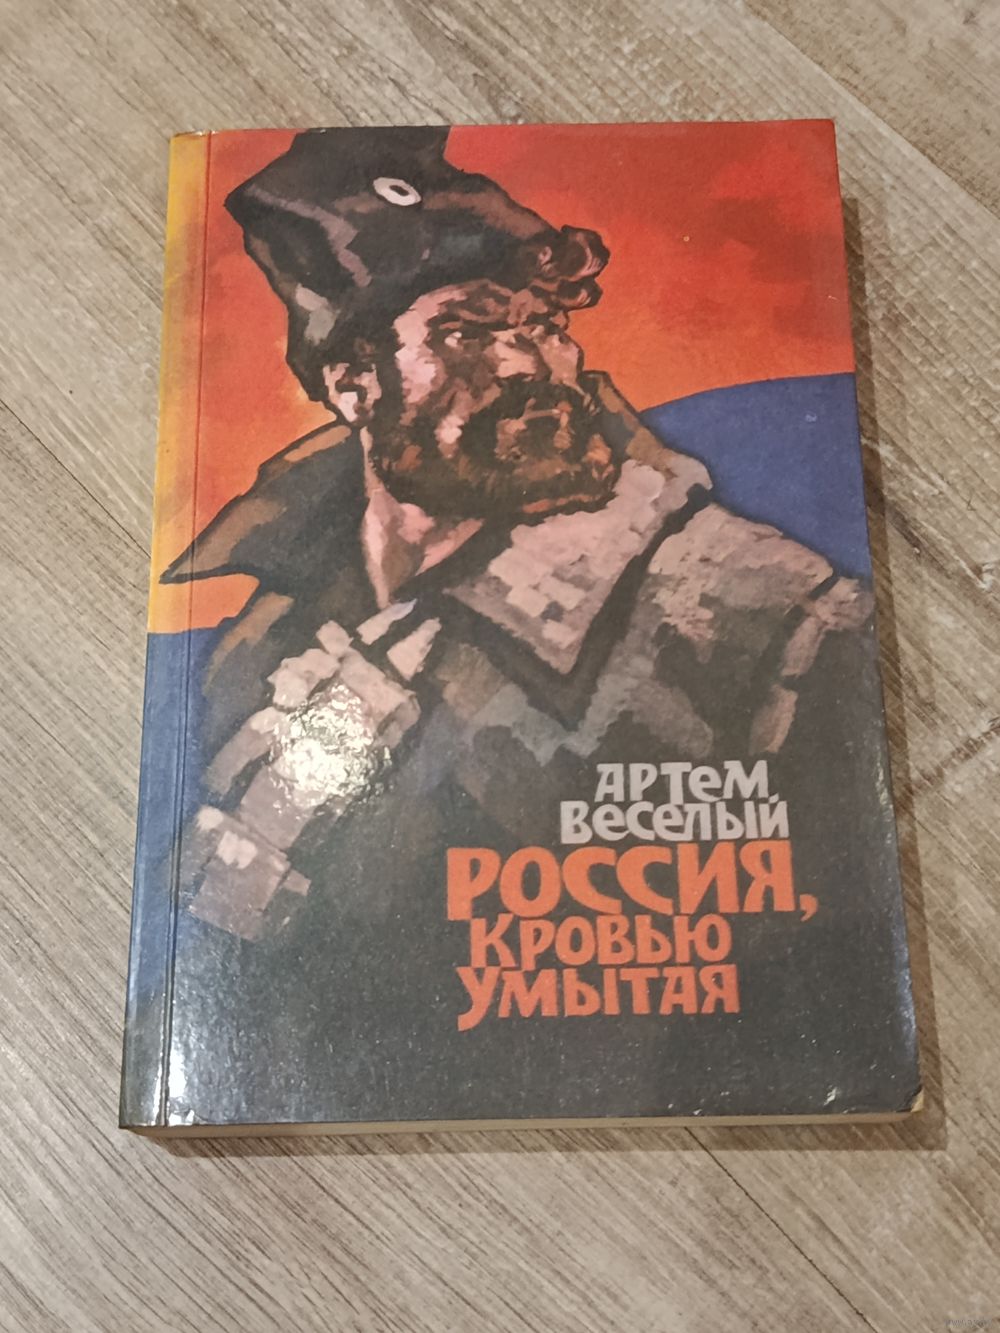 Артем
Веселый
Россия,
кровью
умытая